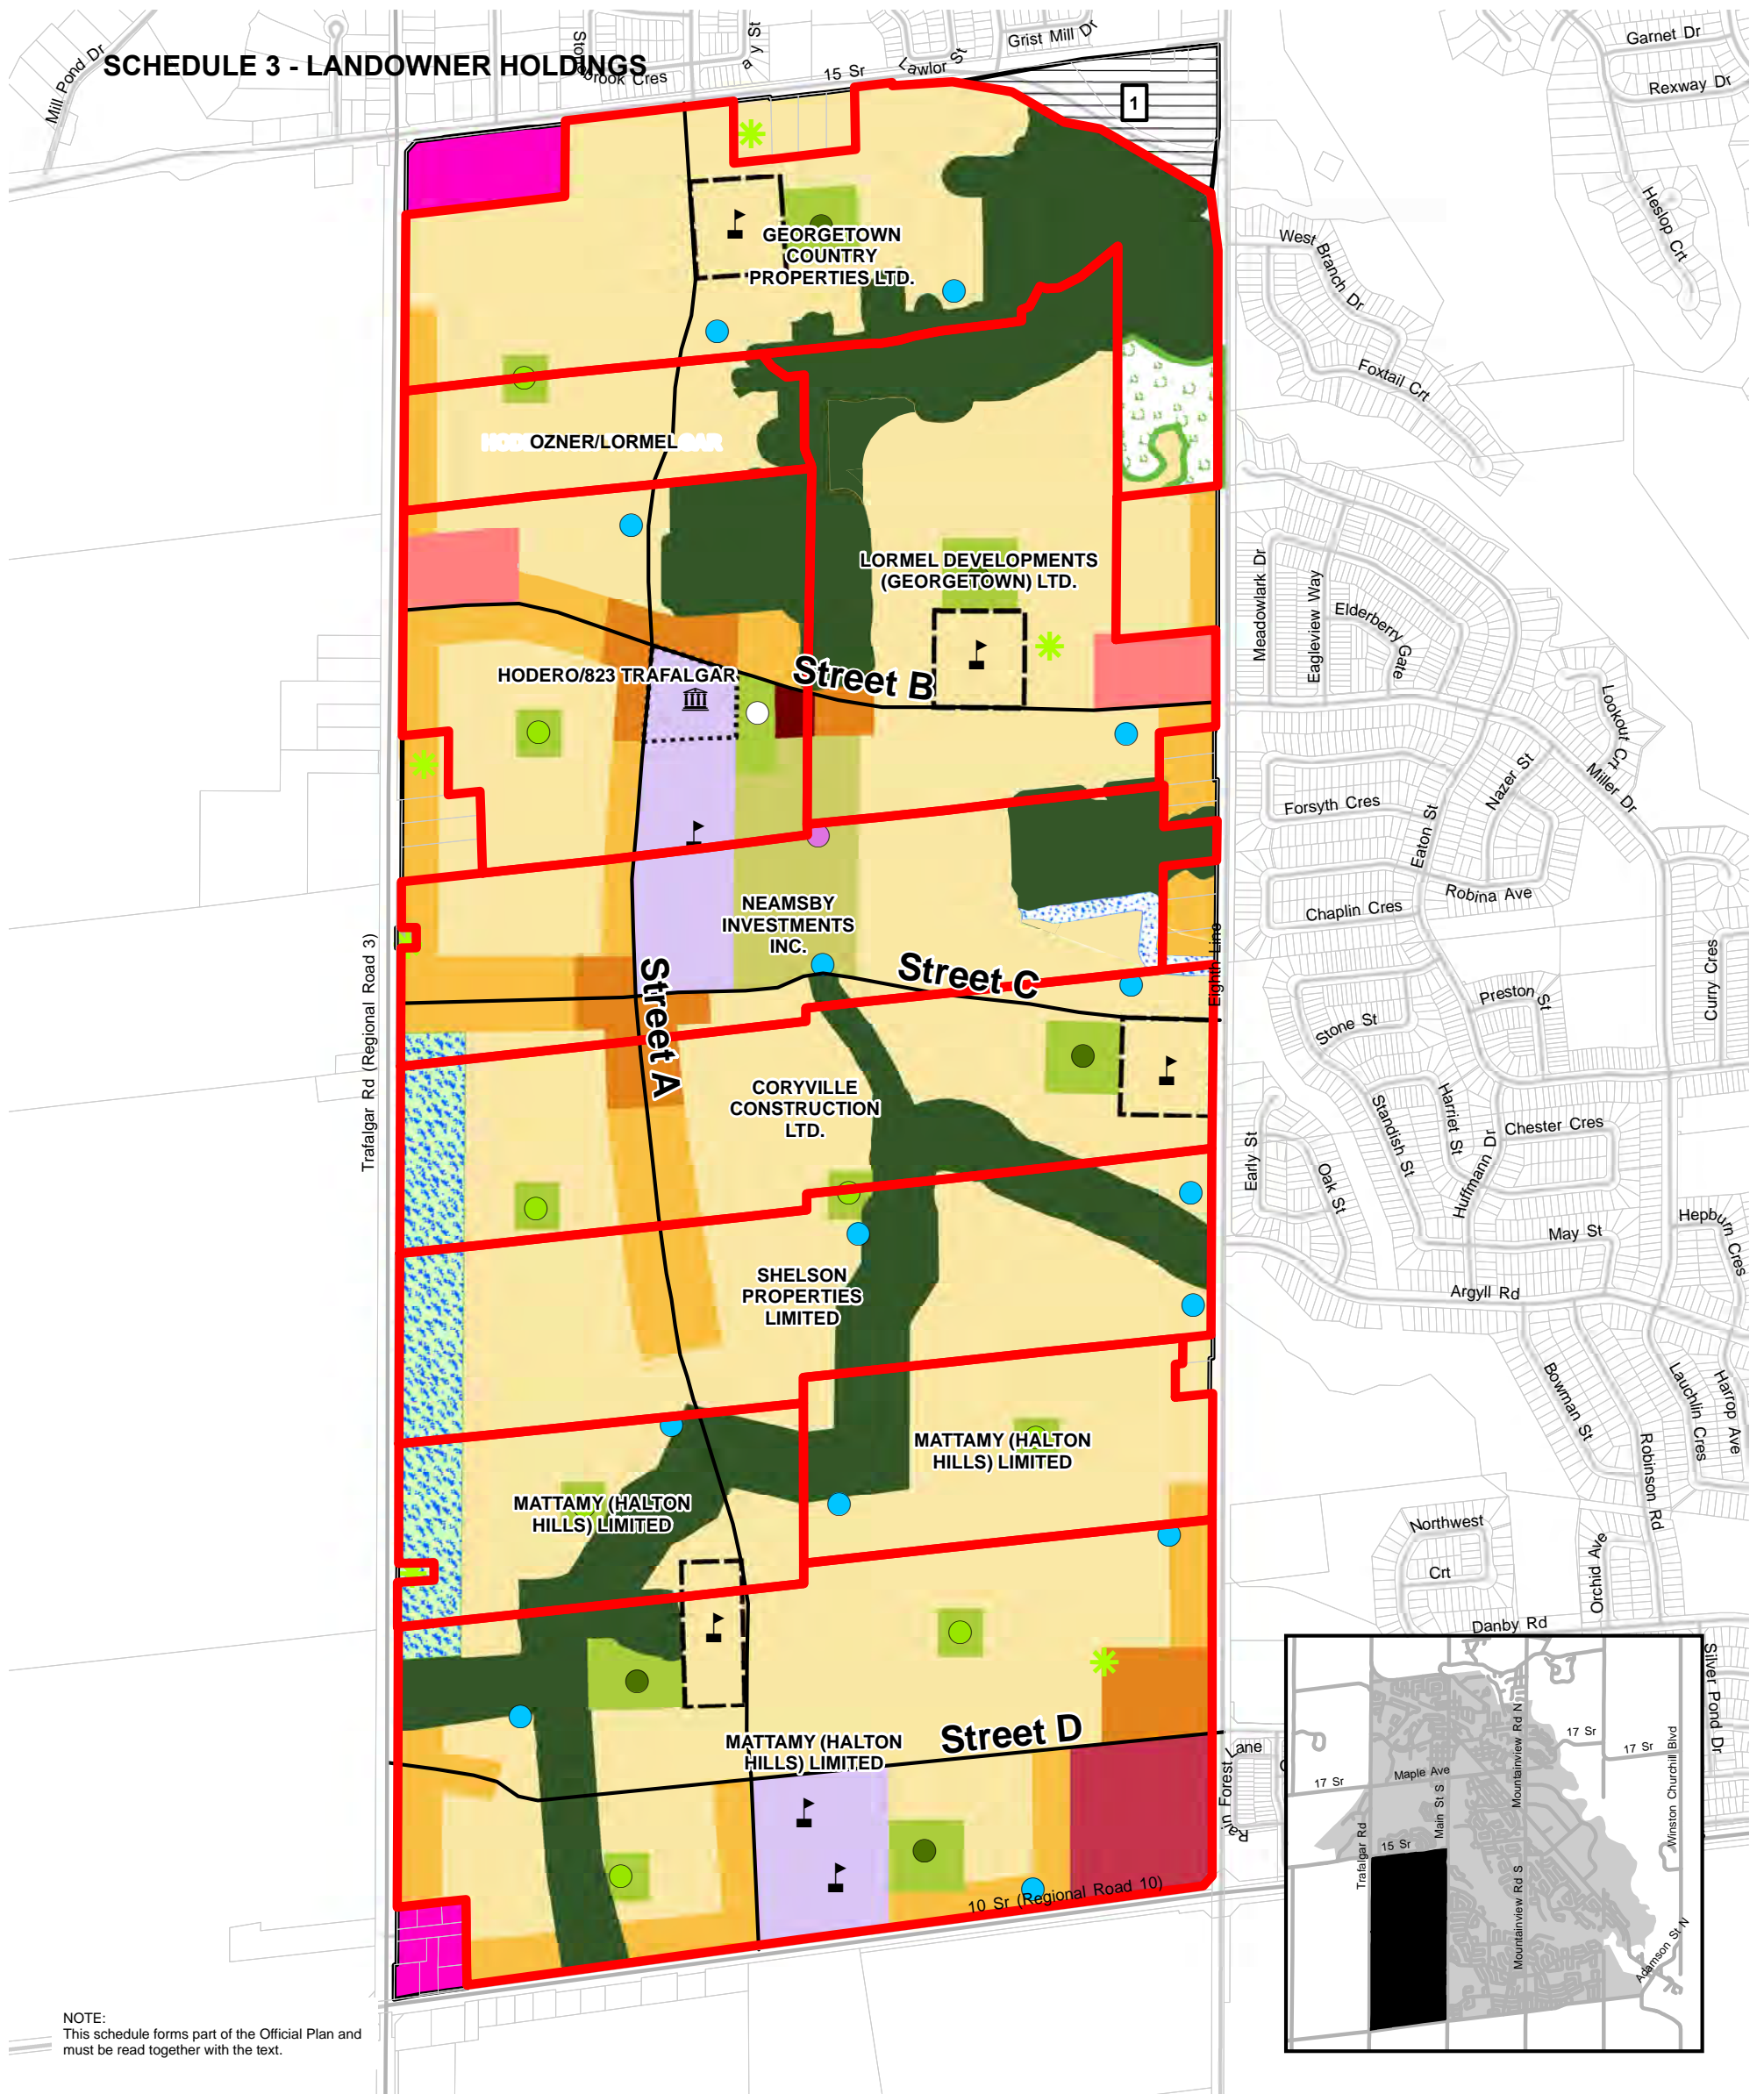 SCHEDULE 3 - LANDOWNER HOLDINGS
Mill Pond Dr
15 Sr
Lawlor St
Grist Mill Dr
Garnet Dr
Rexway Dr
Heslop Crt
1
GEORGETOWN
COUNTRY
PROPERTIES LTD.
West Branch Dr
Foxtail Crt
OZNER/LORMEL
LORMEL DEVELOPMENTS
(GEORGETOWN) LTD.
Meadowlark Dr
Eagleview Way
Elderberry Gate
HODERO/823 TRAFALGAR
Street B
Lookout Crt
Miller Dr
Nazer St
Forsyth Cres
Eaton St
Robina Ave
Chaplin Cres
NEAMSBY
INVESTMENTS
INC.
Street C
Eighth Line
Curry Cres
Trafalgar Rd (Regional Road 3)
Street A
Preston St
Stone St
CORYVILLE
CONSTRUCTION
LTD.
Standish St
Harriet St
Huffmann Dr
Chester Cres
Early St
Oak St
May St
Hepburn Cres
SHELSON
PROPERTIES
LIMITED
Argyll Rd
Bowman St
Lauchlin Cres
Harrop Ave
Robinson Rd
MATTAMY (HALTON
HILLS) LIMITED
MATTAMY (HALTON
HILLS) LIMITED
Northwest
Crt
Orchid Ave
Danby Rd
Silver Pond Dr
MATTAMY (HALTON
HILLS) LIMITED
Street D
Rain Forest Lane
10 Sr (Regional Road 10)
17 Sr
17 Sr
17 Sr
Maple Ave
Main St S
Mountainview Rd N
Winston Churchill Blvd
15 Sr
Trafalgar Rd
Mountainview Rd S
Adamson St N
NOTE:
This schedule forms part of the Official Plan and
must be read together with the text.